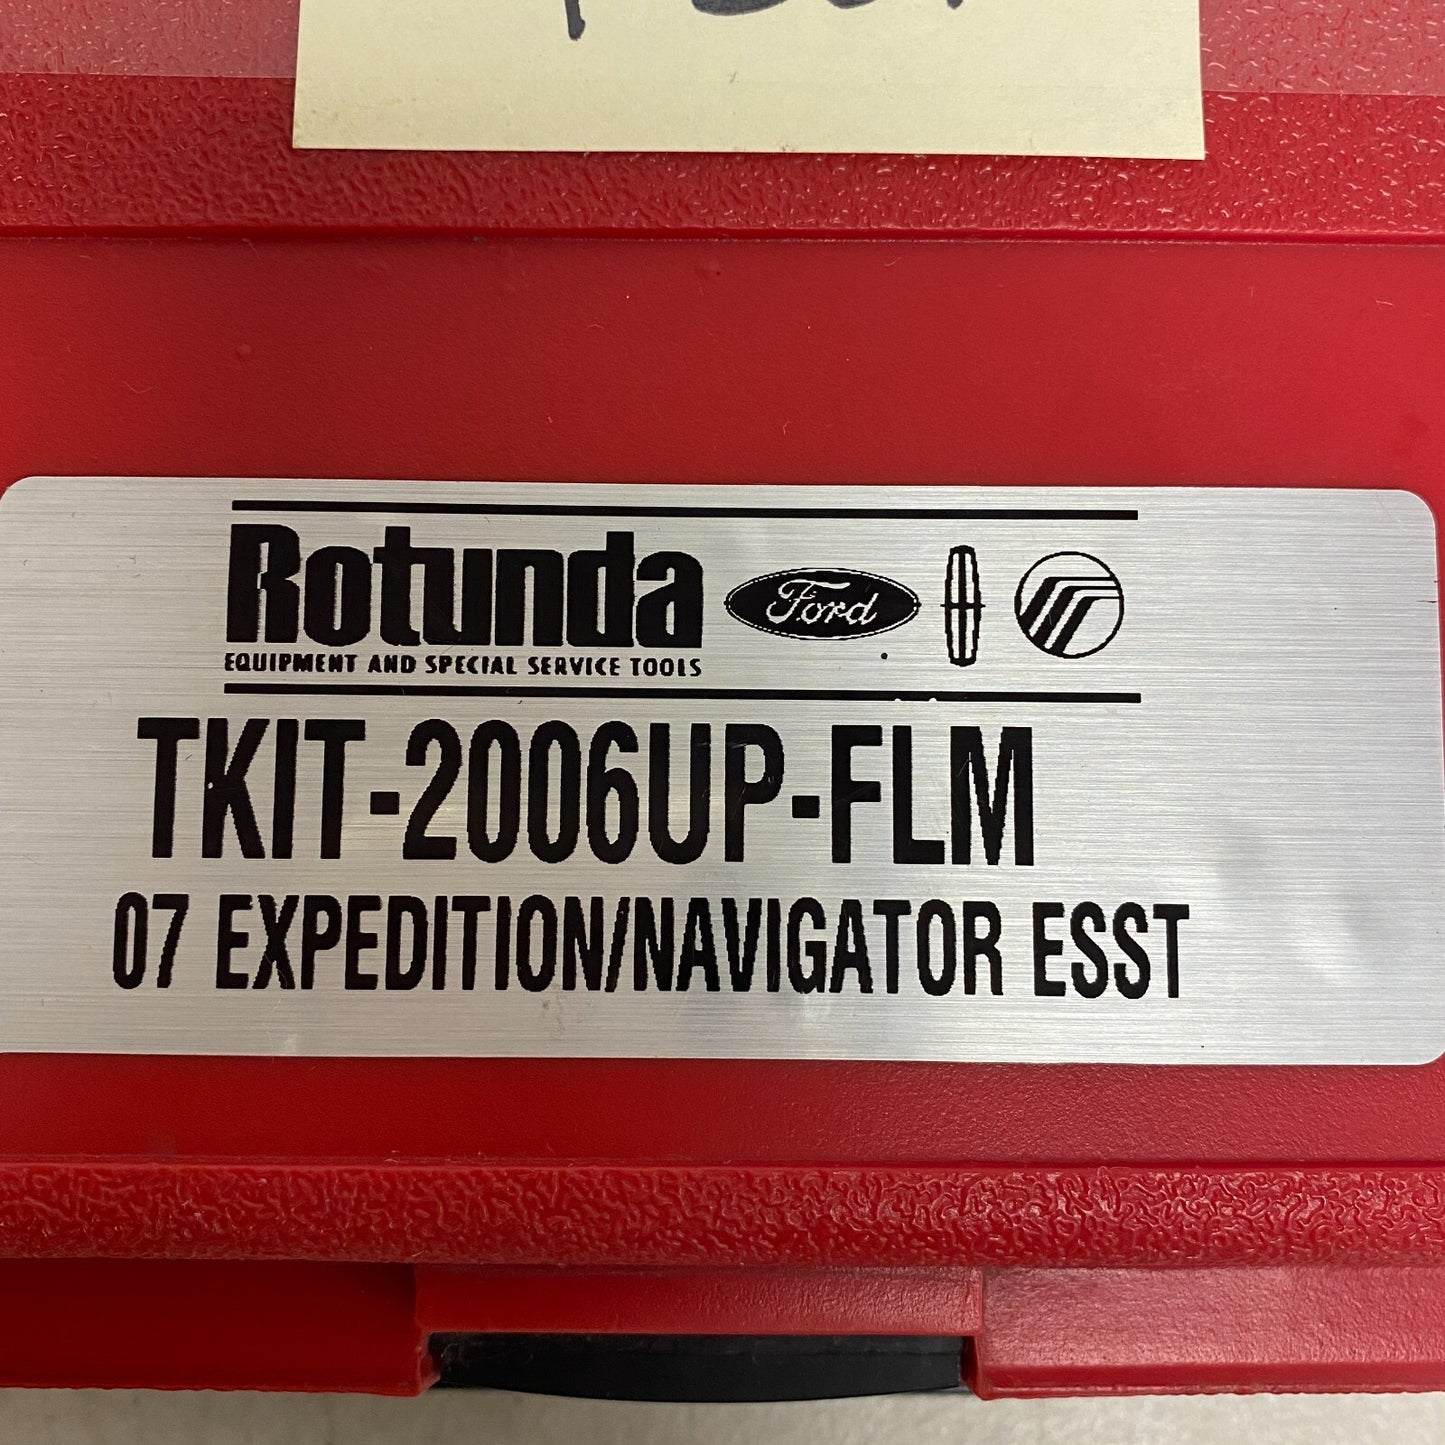 Rotunda Ford
EQUIPMENT AND SPECIAL SERVICE TOOLS
TKIT-2006UP-FLM
07 EXPEDITION/NAVIGATOR ESST